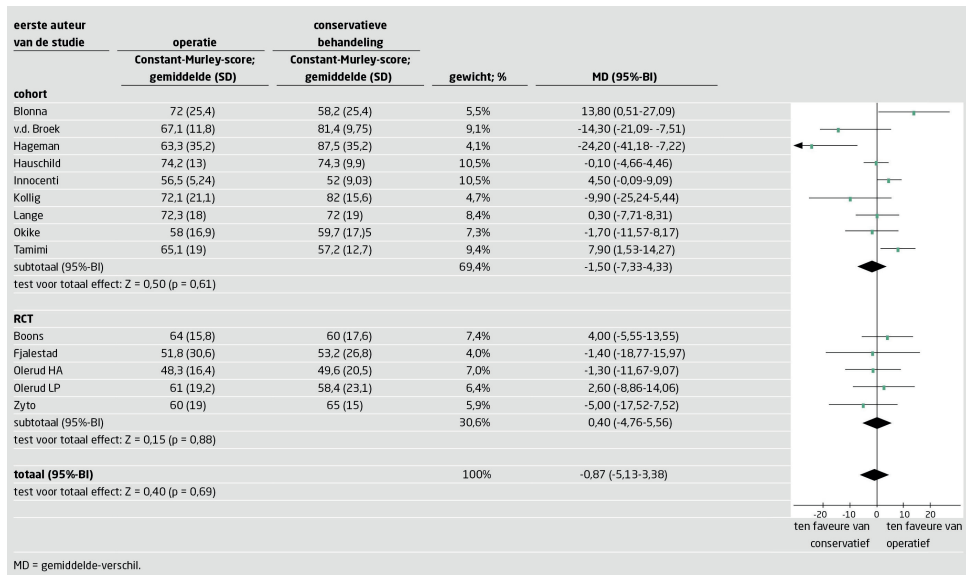 eerste auteur van de studie | operatie | conservatieve behandeling
Constant-Murley-score; gemiddelde (SD) | Constant-Murley-score; gemiddelde (SD) | gewicht; % | MD (95%-BI)
cohort
Blonna 72 (25,4) 58,2 (25,4) 5,5% 13,80 (0,51-27,09)
v.d. Broek 67,1 (11,8) 81,4 (9,75) 9,1% -14,30 (-21,09- -7,51)
Hageman 63,3 (35,2) 87,5 (35,2) 4,1% -24,20 (-41,18- -7,22)
Hauschild 74,2 (13) 74,3 (9,9) 10,5% -0,10 (-4,66-4,46)
Innocenti 56,5 (5,24) 52 (9,03) 10,5% 4,50 (-0,09-9,09)
Kollig 72,1 (21,1) 82 (15,6) 4,7% -9,90 (-25,24-5,44)
Lange 72,3 (18) 72 (19) 8,4% 0,30 (-7,71-8,31)
Okike 58 (16,9) 59,7 (17,)5 7,3% -1,70 (-11,57-8,17)
Tamimi 65,1 (19) 57,2 (12,7) 9,4% 7,90 (1,53-14,27)
subtotaal (95%-BI) 69,4% -1,50 (-7,33-4,33)
test voor totaal effect: Z = 0,50 (p = 0,61)
RCT
Boons 64 (15,8) 60 (17,6) 7,4% 4,00 (-5,55-13,55)
Fjalestad 51,8 (30,6) 53,2 (26,8) 4,0% -1,40 (-18,77-15,97)
Olerud HA 48,3 (16,4) 49,6 (20,5) 7,0% -1,30 (-11,67-9,07)
Olerud LP 61 (19,2) 58,4 (23,1) 6,4% 2,60 (-8,86-14,06)
Zyto 60 (19) 65 (15) 5,9% -5,00 (-17,52-7,52)
subtotaal (95%-BI) 30,6% 0,40 (-4,76-5,56)
test voor totaal effect: Z = 0,15 (p = 0,88)
totaal (95%-BI) 100% -0,87 (-5,13-3,38)
test voor totaal effect: Z = 0,40 (p = 0,69)
-20 -10 0 10 20
ten faveure van ten faveure van
conservatief operatief
MD = gemiddelde-verschil.